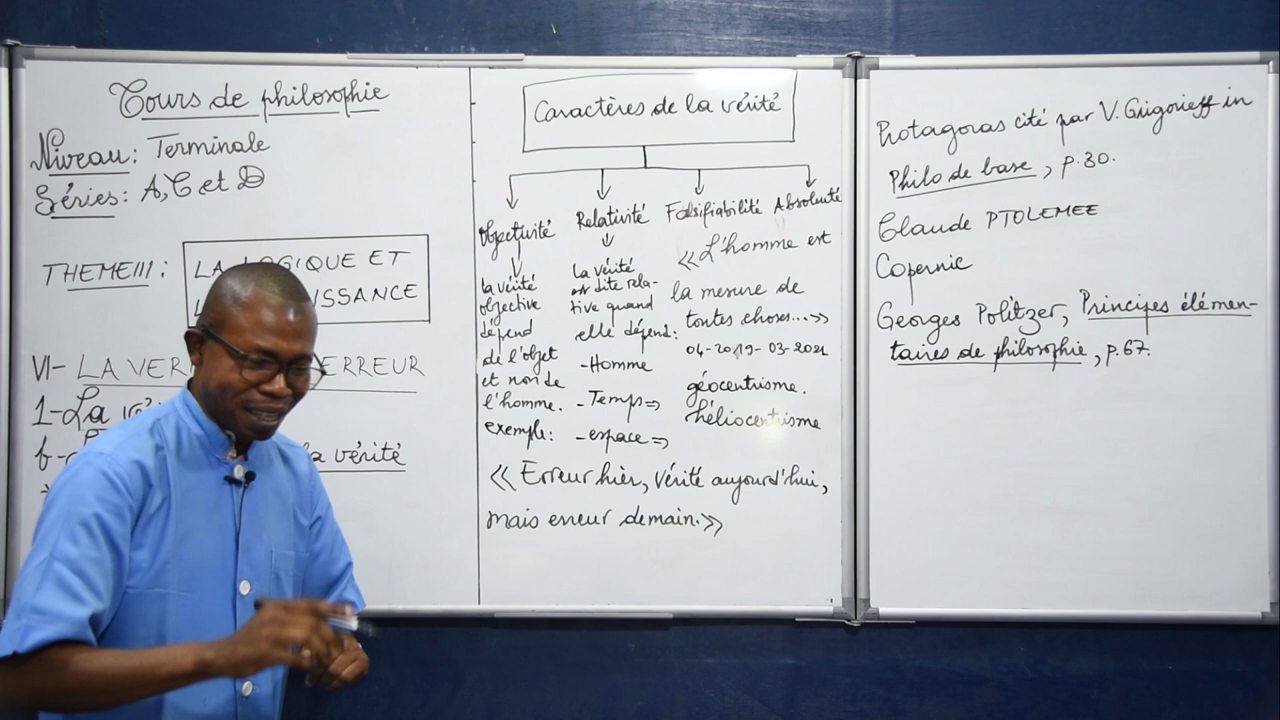 Cours de philosophie
Niveau: Terminale
Séries: A, C et D
THEME III: LA LOGIQUE ET
ISSANCE
VI- LA VER ERREUR
1- La
b- la vérité
Caractères de la vérité
Objectivité
la vérité
objective
dépend
de l'objet
et non de
l'homme.
exemple:
Relativité
La vérité
est dite rela-
tive quand
elle dépend:
- Homme
- Temps =>
- espace =>
Falsifiabilité
Absoluité
« L'homme est
la mesure de
toutes choses...»
04-2019-03-2021
géocentrisme.
héliocentrisme
« Erreur hier, vérité aujourd'hui,
mais erreur demain.»
Protagoras cité par V. Grigorieff in
Philo de base, p.30.
Claude PTOLEMEE
Copernic
Georges Politzer, Principes élémen-
taires de philosophie, p.67.